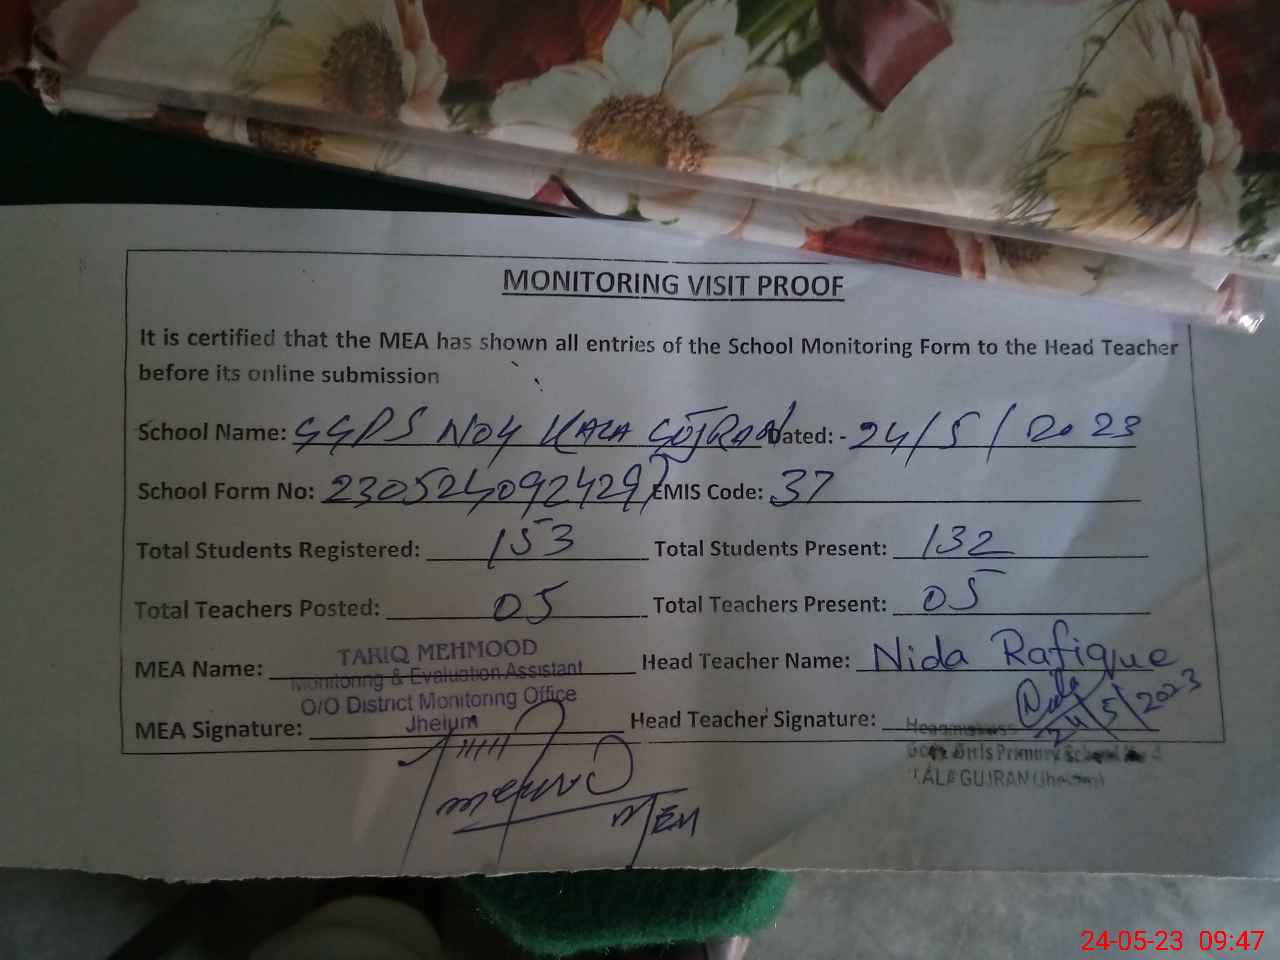 MONITORING VISIT PROOF
It is certified that the MEA has shown all entries of the School Monitoring Form to the Head Teacher
before its online submission
School Name: GGPS NO4 KALA GUJRAN Dated: - 24/5/2023
School Form No: 230524092429 EMIS Code: 37
Total Students Registered: 153 Total Students Present: 132
Total Teachers Posted: 05 Total Teachers Present: 05
MEA Name: TARIQ MEHMOOD Head Teacher Name: Nida Rafique
Monitoring & Evaluation Assistant
O/O District Monitoring Office
Jhelum
MEA Signature: Head Teacher Signature: Nida
24/5/2023
Girls Primary School
KALA GUJRAN (Jhelum)
MEA
24-05-23 09:47